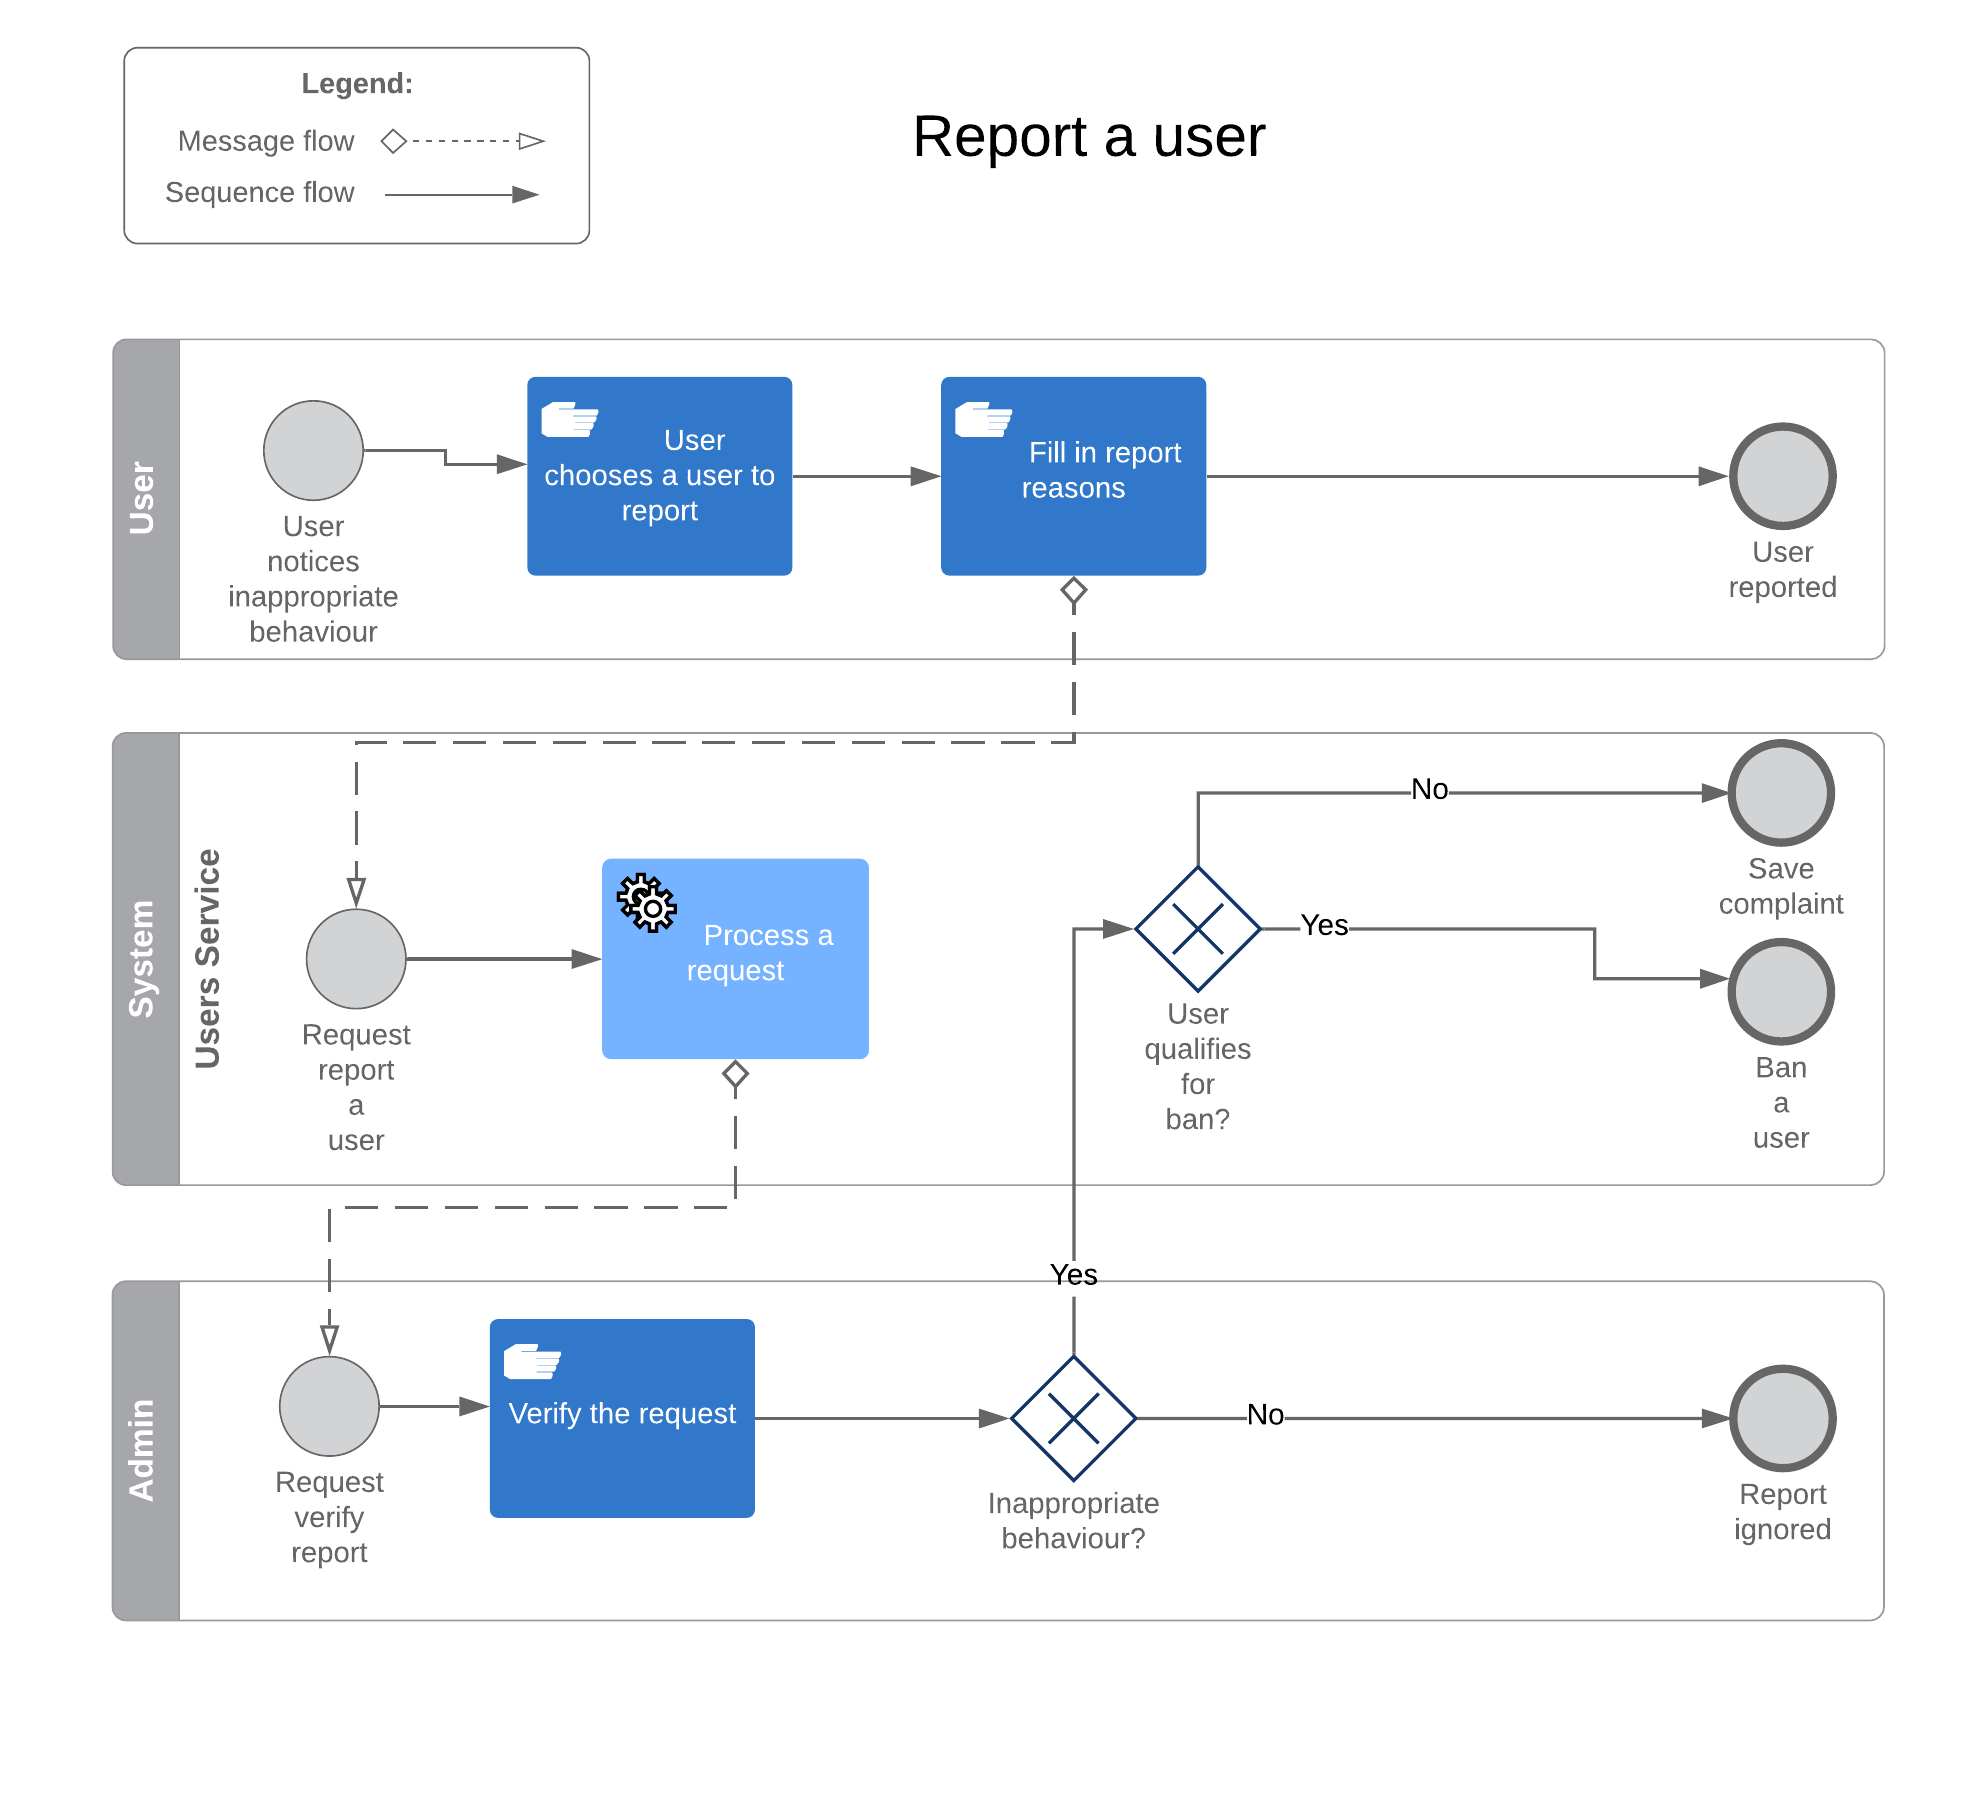 Legend:
Message flow
Sequence flow
Report a user
User
User
notices
inappropriate
behaviour
User
chooses a user to
report
Fill in report
reasons
User
reported
System
Users Service
Request
report
a
user
Process a
request
User
qualifies
for
ban?
No
Yes
Save
complaint
Ban
a
user
Admin
Request
verify
report
Verify the request
Yes
Inappropriate
behaviour?
No
Report
ignored